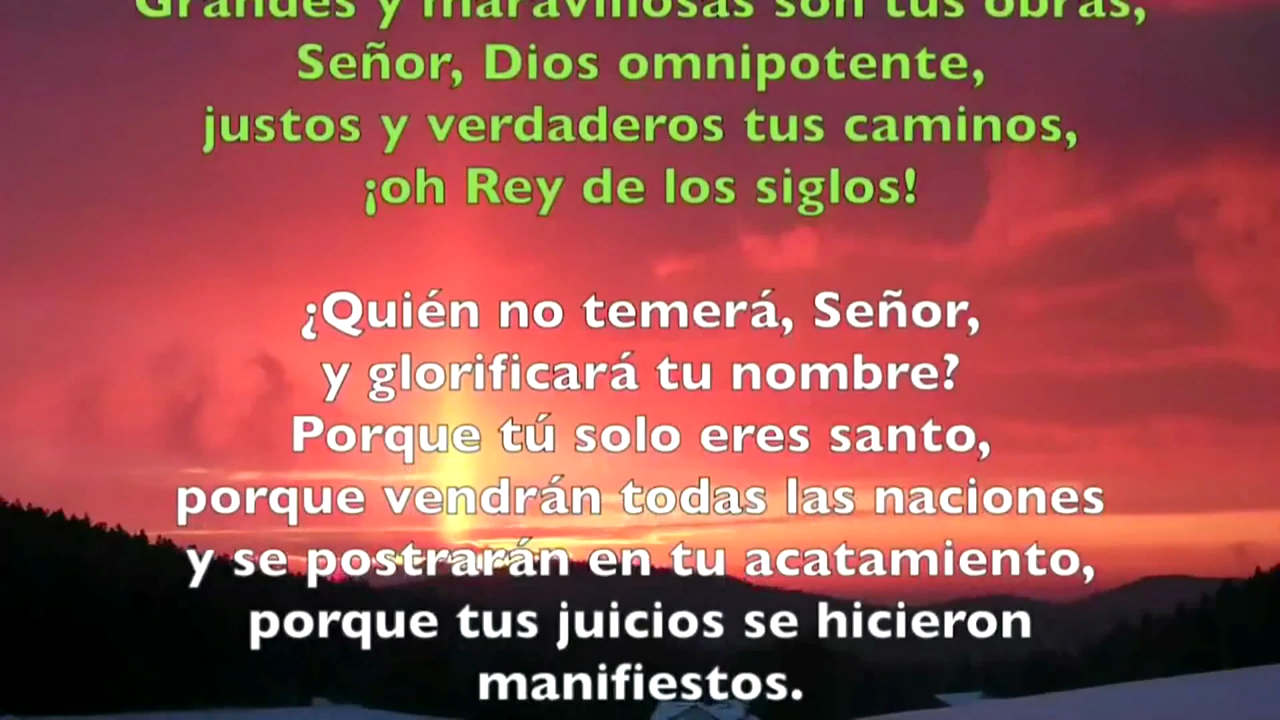 Grandes y maravillosas son tus obras,
Señor, Dios omnipotente,
justos y verdaderos tus caminos,
¡oh Rey de los siglos!
¿Quién no temerá, Señor,
y glorificará tu nombre?
Porque tú solo eres santo,
porque vendrán todas las naciones
y se postrarán en tu acatamiento,
porque tus juicios se hicieron
manifiestos.